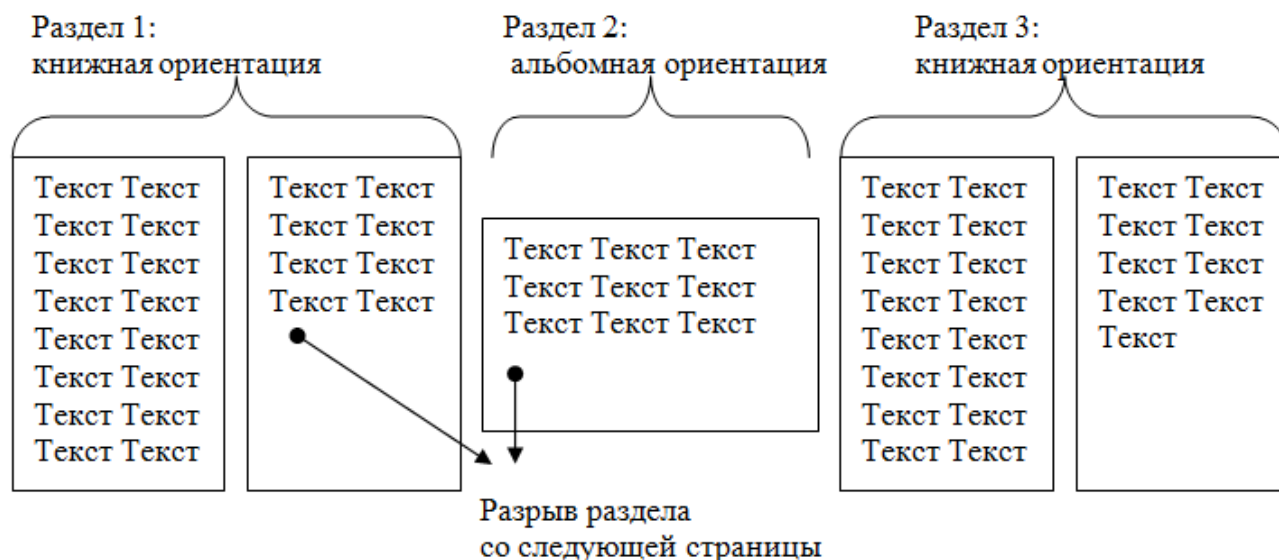 Раздел 1:
книжная ориентация
Раздел 2:
альбомная ориентация
Раздел 3:
книжная ориентация
Текст Текст
Текст Текст
Текст Текст
Текст Текст
Текст Текст
Текст Текст
Текст Текст
Текст Текст
Текст Текст
Текст Текст
Текст Текст
Текст Текст
Текст Текст Текст
Текст Текст Текст
Текст Текст Текст
Текст Текст
Текст Текст
Текст Текст
Текст Текст
Текст Текст
Текст Текст
Текст Текст
Текст Текст
Текст Текст
Текст Текст
Текст Текст
Текст Текст
Текст
Разрыв раздела
со следующей страницы